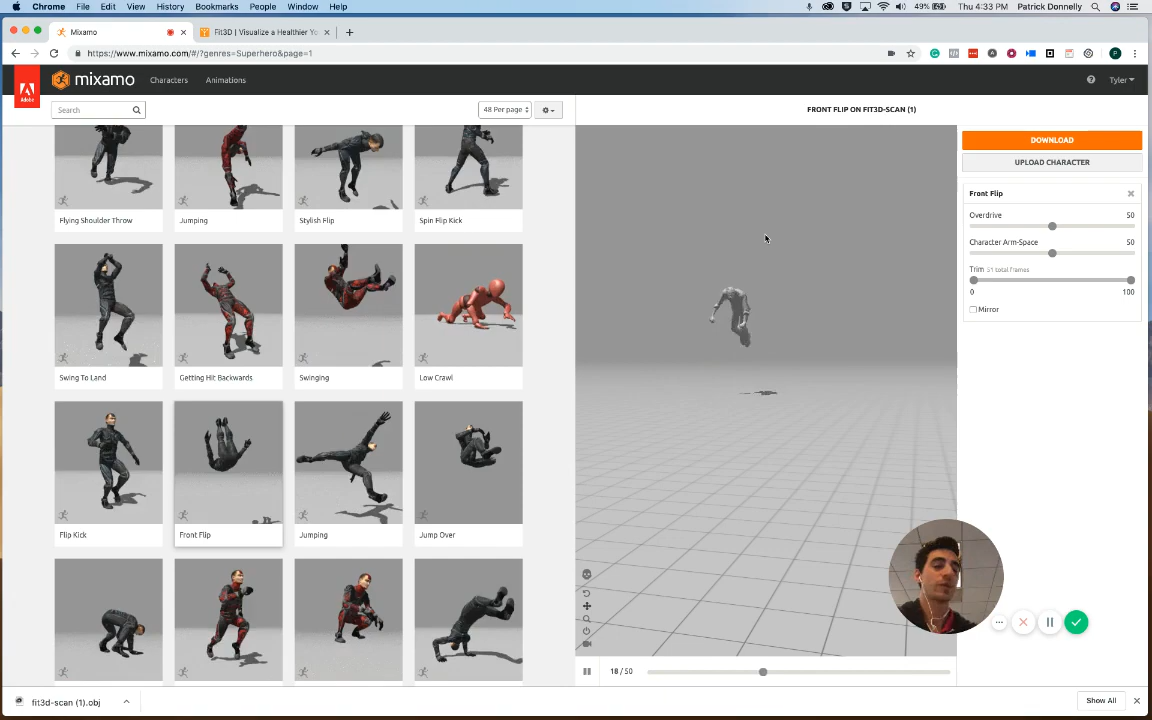 Chrome File Edit View History Bookmarks People Window Help 49% Thu 4:33 PM Patrick Donnelly
Mixamo Fit3D | Visualize a Healthier Yo
https://www.mixamo.com/#/?genres=Superhero&page=1
Adobe mixamo Characters Animations Tyler
Search 48 Per page FRONT FLIP ON FIT3D-SCAN (1)
DOWNLOAD
UPLOAD CHARACTER
Front Flip
Overdrive 50
Character Arm-Space 50
Trim 51 total frames
0 100
Mirror
Flying Shoulder Throw Jumping Stylish Flip Spin Flip Kick
Swing To Land Getting Hit Backwards Swinging Low Crawl
Flip Kick Front Flip Jumping Jump Over
18 / 50
fit3d-scan (1).obj Show All